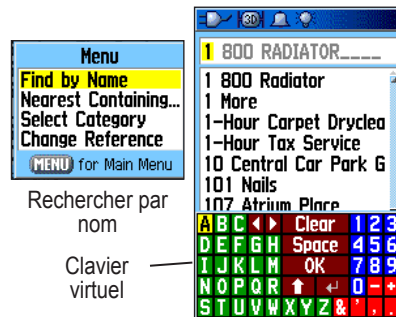 Menu
Find by Name
Nearest Containing...
Select Category
Change Reference
MENU for Main Menu
Rechercher par
nom
Clavier
virtuel
3D
1 800 RADIATOR____
1 800 Radiator
1 More
1-Hour Carpet Dryclea
1-Hour Tax Service
10 Central Car Park G
101 Nails
107 Atrium Place
A B C Clear 1 2 3
D E F G H Space 4 5 6
I J K L M OK 7 8 9
N O P Q R 0 - +
S T U V W X Y Z & ' , .